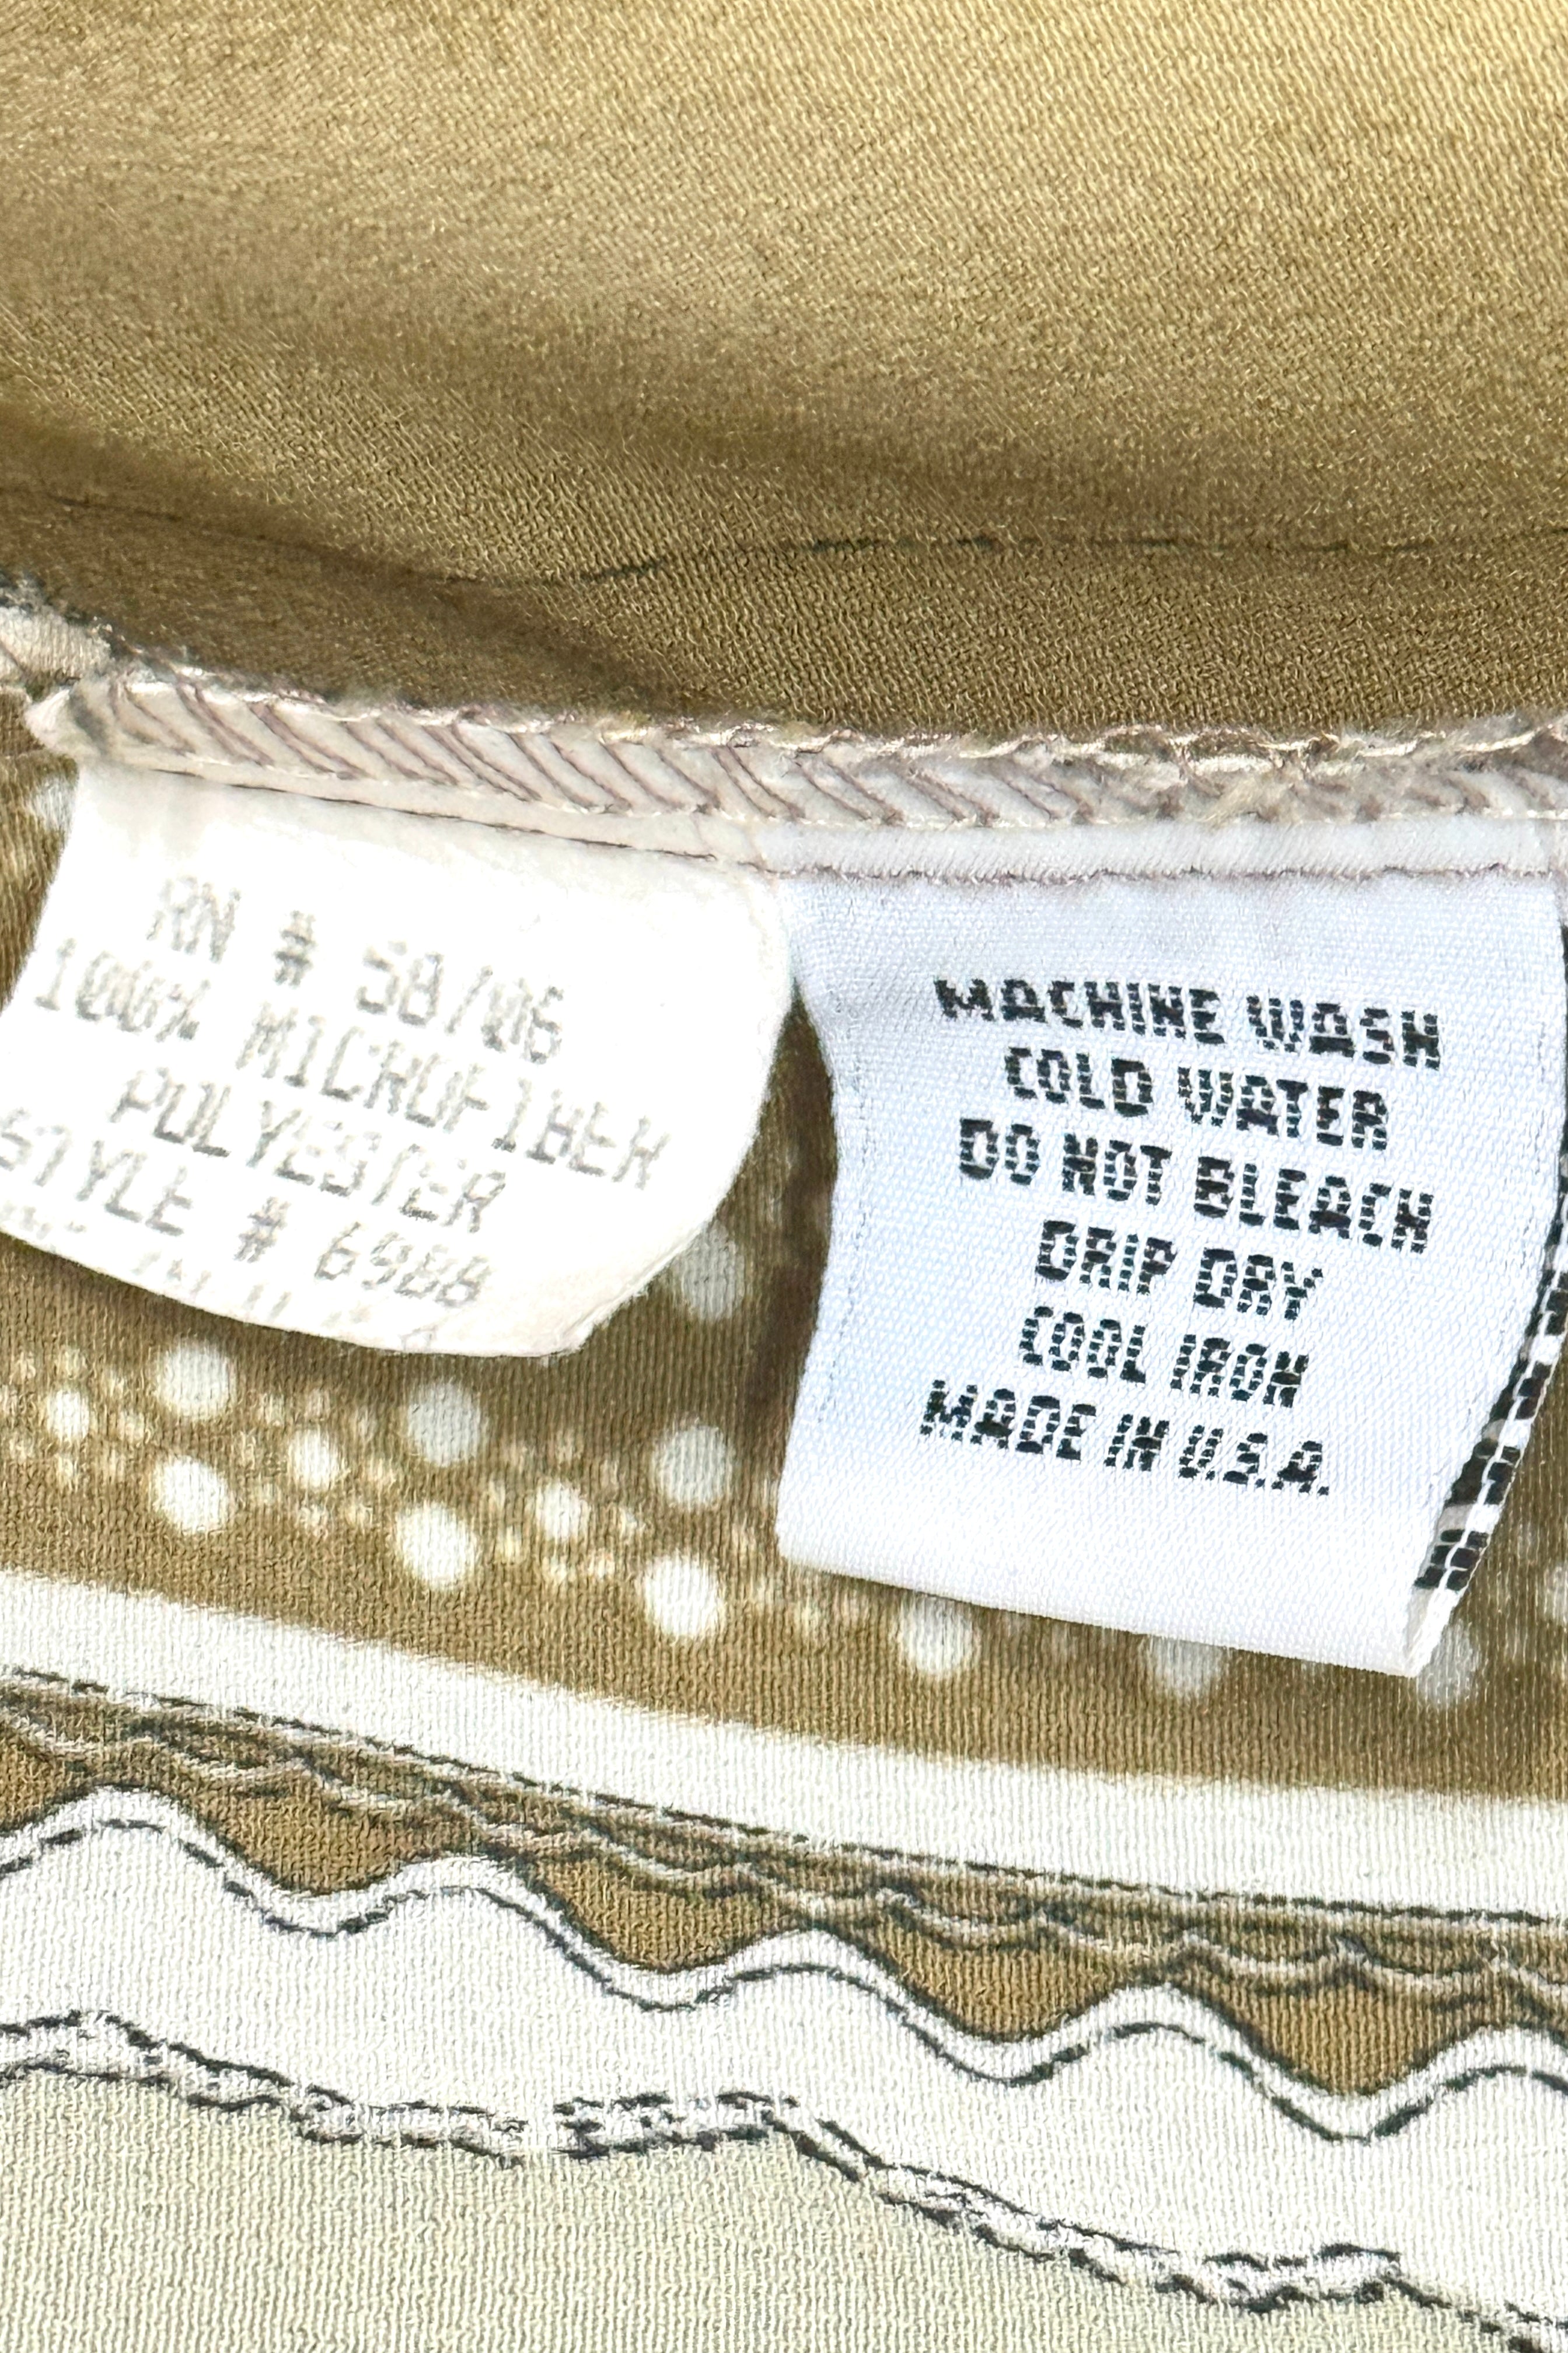 RN # 58706
100% MICROFIBER
POLYESTER
STYLE # 6988
MACHINE WASH
COLD WATER
DO NOT BLEACH
DRIP DRY
COOL IRON
MADE IN U.S.A.